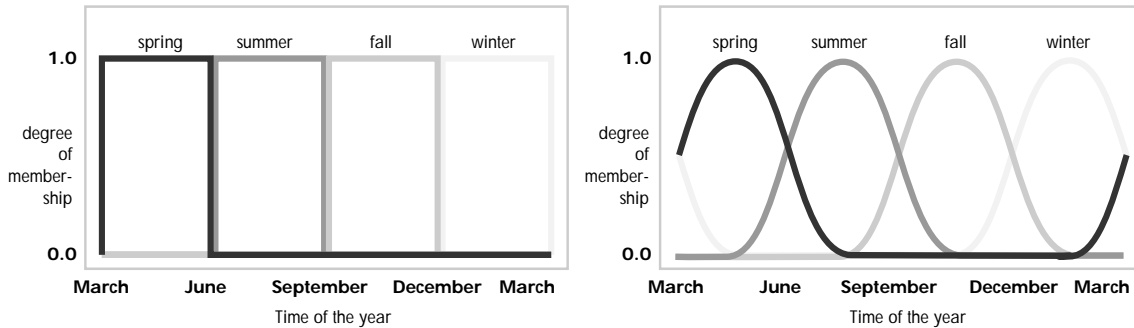 spring summer fall winter
1.0
degree
of
member-
ship
0.0
March June September December March
Time of the year
spring summer fall winter
1.0
degree
of
member-
ship
0.0
March June September December March
Time of the year